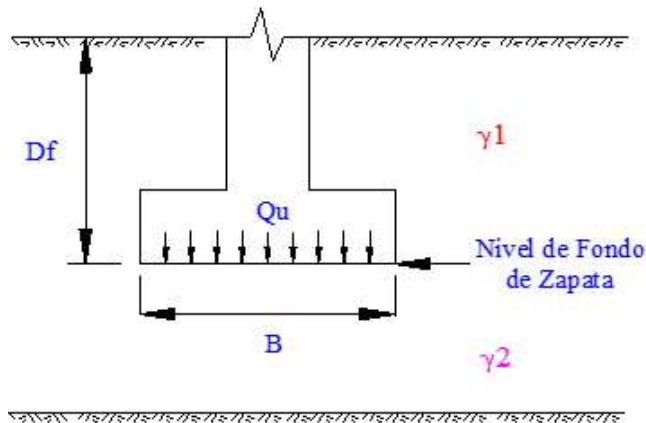 Df
γ1
Qu
Nivel de Fondo
de Zapata
B
γ2